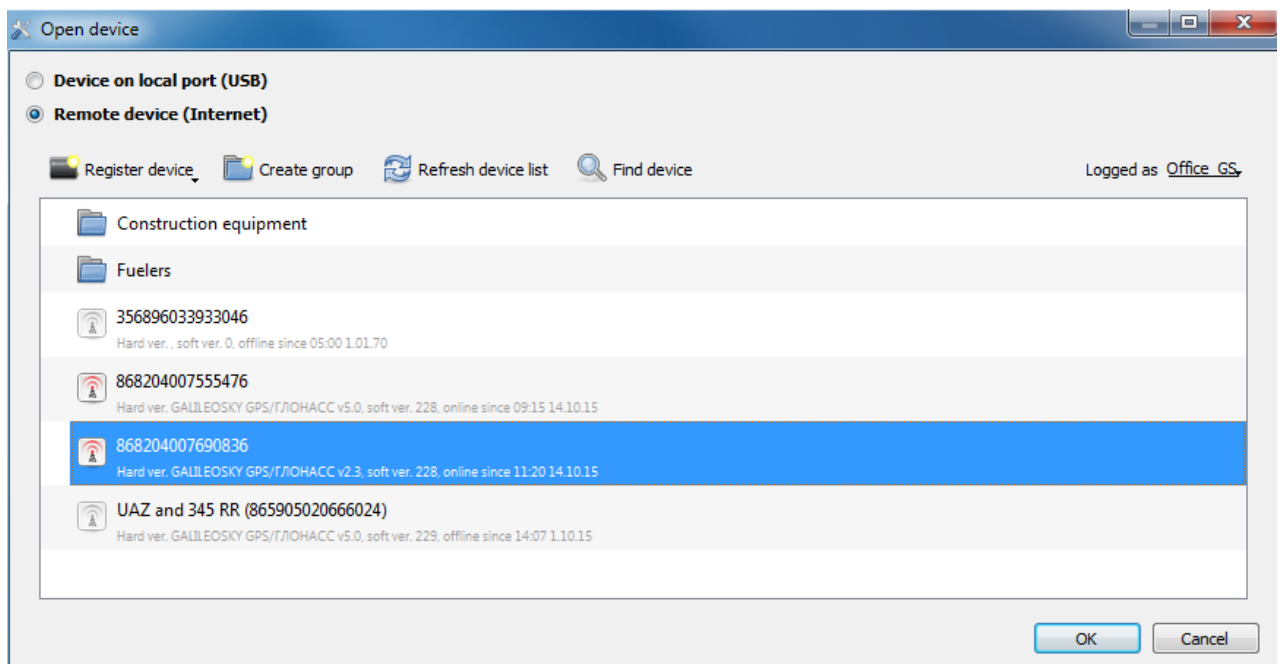 Open device
Device on local port (USB)
Remote device (Internet)
Register device Create group Refresh device list Find device Logged as Office_GS
Construction equipment
Fuelers
356896033933046
Hard ver. , soft ver. 0, offline since 05:00 1.01.70
868204007555476
Hard ver. GALILEOSKY GPS/ГЛОНАСС v5.0, soft ver. 228, online since 09:15 14.10.15
868204007690836
Hard ver. GALILEOSKY GPS/ГЛОНАСС v2.3, soft ver. 228, online since 11:20 14.10.15
UAZ and 345 RR (865905020666024)
Hard ver. GALILEOSKY GPS/ГЛОНАСС v5.0, soft ver. 229, offline since 14:07 1.10.15
OK Cancel